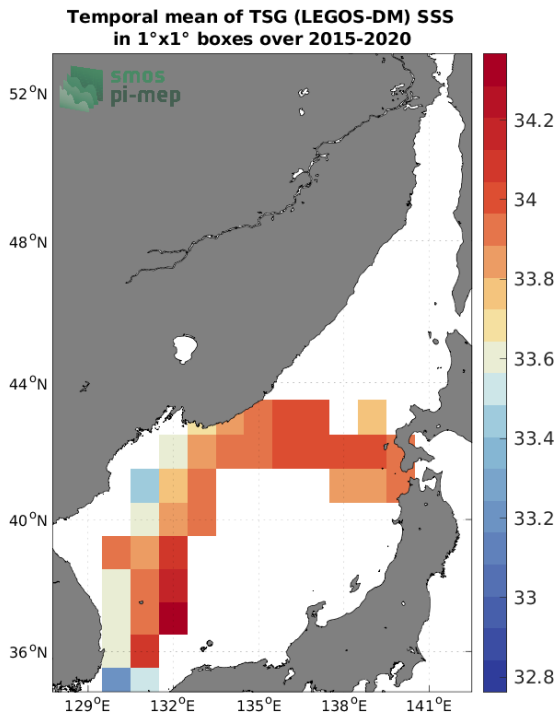 Temporal mean of TSG (LEGOS-DM) SSS
in 1°x1° boxes over 2015-2020
smos
pi-mep
52°N
48°N
44°N
40°N
36°N
129°E
132°E
135°E
138°E
141°E
34.2
34
33.8
33.6
33.4
33.2
33
32.8